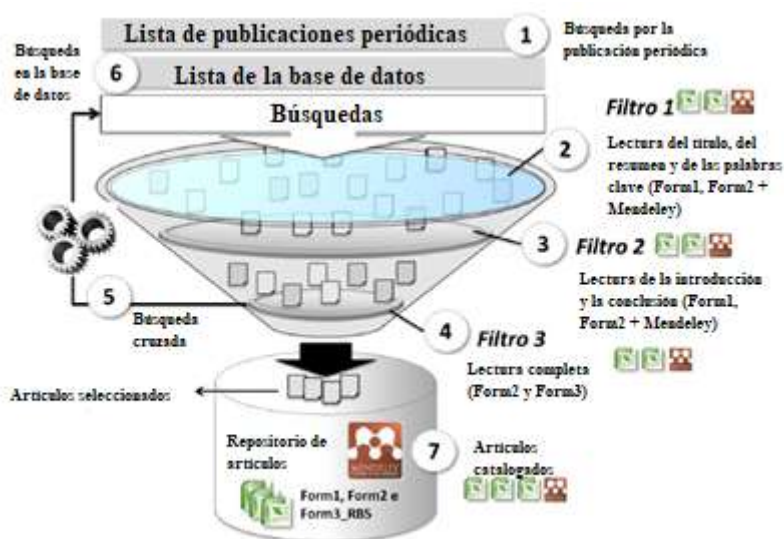 Lista de publicaciones periódicas
1
Búsqueda por la
publicación periódica
Búsqueda
en la base
de datos
6
Lista de la base de datos
Búsquedas
Filtro 1
2
Lectura del titulo, del
resumen y de las palabras
clave (Form1, Form2 +
Mendeley)
3
Filtro 2
Lectura de la introducción
y la conclusión (Form1,
Form2 + Mendeley)
5
Búsqueda
cruzada
4
Filtro 3
Lectura completa
(Form2 y Form3)
Artículos seleccionados
Repositorio de
artículos
MENDELEY
7
Artículos
catalogados
Form1, Form2 e
Form3_RBS